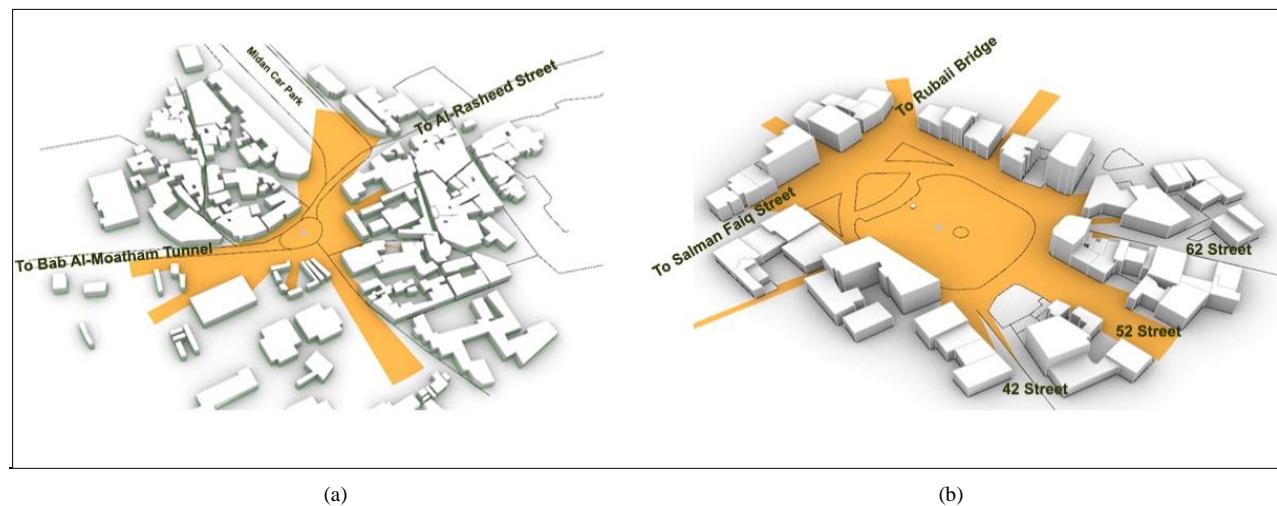 Midan Car Park
To Al-Rasheed Street
To Bab Al-Moatham Tunnel
(a)
To Rubaii Bridge
To Salman Faiq Street
62 Street
52 Street
42 Street
(b)